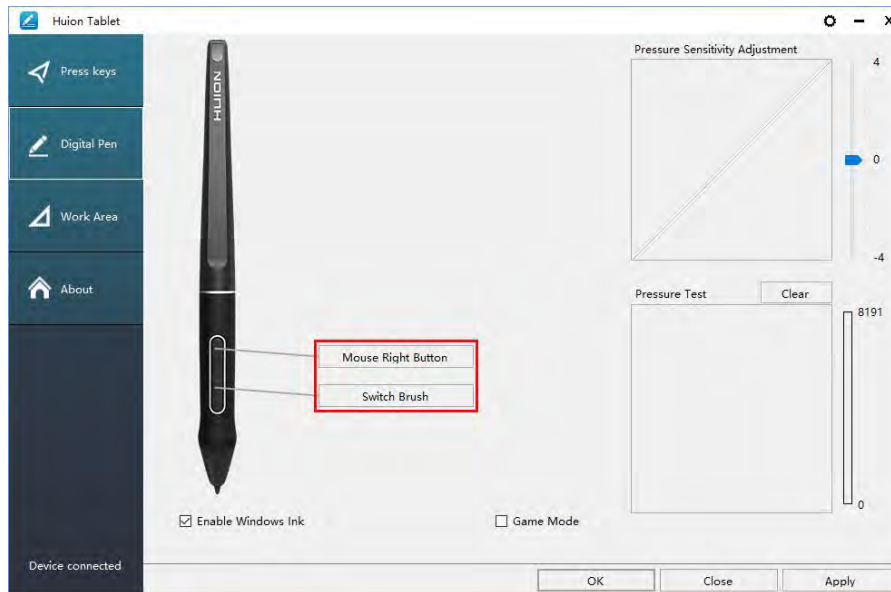 Huion Tablet
Press keys
Digital Pen
Work Area
About
Device connected
HUION
Mouse Right Button
Switch Brush
Enable Windows Ink
Game Mode
Pressure Sensitivity Adjustment
4
0
-4
Pressure Test
Clear
8191
0
OK
Close
Apply